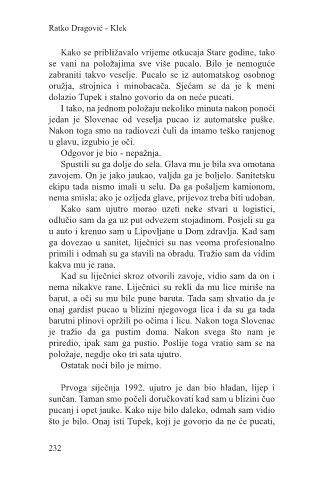 Ratko Dragović - Klek
Kako se približavalo vrijeme otkucaja Stare godine, tako
se vani na položajima sve više pucalo. Bilo je nemoguće
zabraniti takvo veselje. Pucalo se iz automatskog osobnog
oružja, strojnica i minobacača. Sjećam se da je k meni
dolazio Tupek i stalno govorio da on neće pucati.
I tako, na jednom položaju nekoliko minuta nakon ponoći
jedan je Slovenac od veselja pucao iz automatske puške.
Nakon toga smo na radiovezi čuli da imamo teško ranjenog
u glavu, izgubio je oči.
Odgovor je bio - nepažnja.
Spustili su ga dolje do sela. Glava mu je bila sva omotana
zavojem. On je jako jaukao, valjda ga je boljelo. Sanitetsku
ekipu tada nismo imali u selu. Da ga pošaljem kamionom,
nema smisla; ako je ozljeda glave, prijevoz treba biti udoban.
Kako sam ujutro morao uzeti neke stvari u logistici,
odlučio sam da ga uz put odvezem stojadinom. Posjeli su ga
u auto i krenuo sam u Lipovljane u Dom zdravlja. Kad sam
ga dovezao u sanitet, liječnici su nas veoma profesionalno
primili i odmah su ga stavili na obradu. Tražio sam da vidim
kakva mu je rana.
Kad su liječnici skroz otvorili zavoje, vidio sam da on i
nema nikakve rane. Liječnici su rekli da mu lice miriše na
barut, a oči su mu bile pune baruta. Tada sam shvatio da je
onaj gardist pucao u blizini njegovoga lica i da su ga tada
barutni plinovi opržili po očima i licu. Nakon toga Slovenac
je tražio da ga pustim doma. Nakon svega što nam je
priredio, ipak sam ga pustio. Poslije toga vratio sam se na
položaje, negdje oko tri sata ujutro.
Ostatak noći bilo je mirno.
Prvoga siječnja 1992. ujutro je dan bio hladan, lijep i
sunčan. Taman smo počeli doručkovati kad sam u blizini čuo
pucanj i opet jauke. Kako nije bilo daleko, odmah sam vidio
što je bilo. Onaj isti Tupek, koji je govorio da ne će pucati,
232